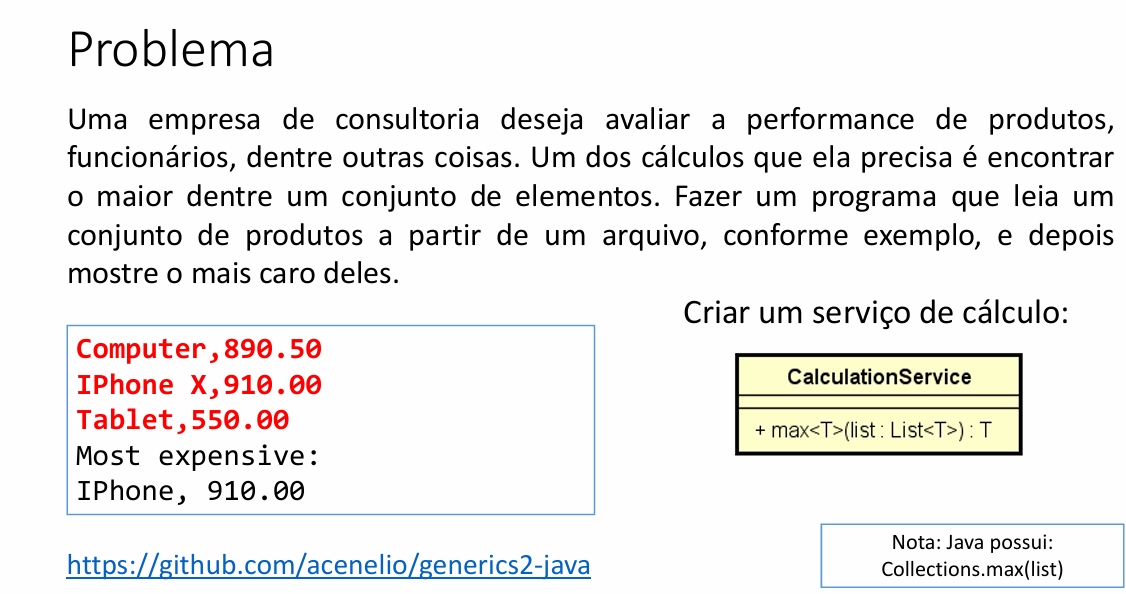 Problema
Uma empresa de consultoria deseja avaliar a performance de produtos,
funcionários, dentre outras coisas. Um dos cálculos que ela precisa é encontrar
o maior dentre um conjunto de elementos. Fazer um programa que leia um
conjunto de produtos a partir de um arquivo, conforme exemplo, e depois
mostre o mais caro deles.
Criar um serviço de cálculo:
Computer,890.50
IPhone X,910.00
Tablet,550.00
Most expensive:
IPhone, 910.00
CalculationService
+ max<T>(list : List<T>) : T
https://github.com/acenelio/generics2-java
Nota: Java possui:
Collections.max(list)